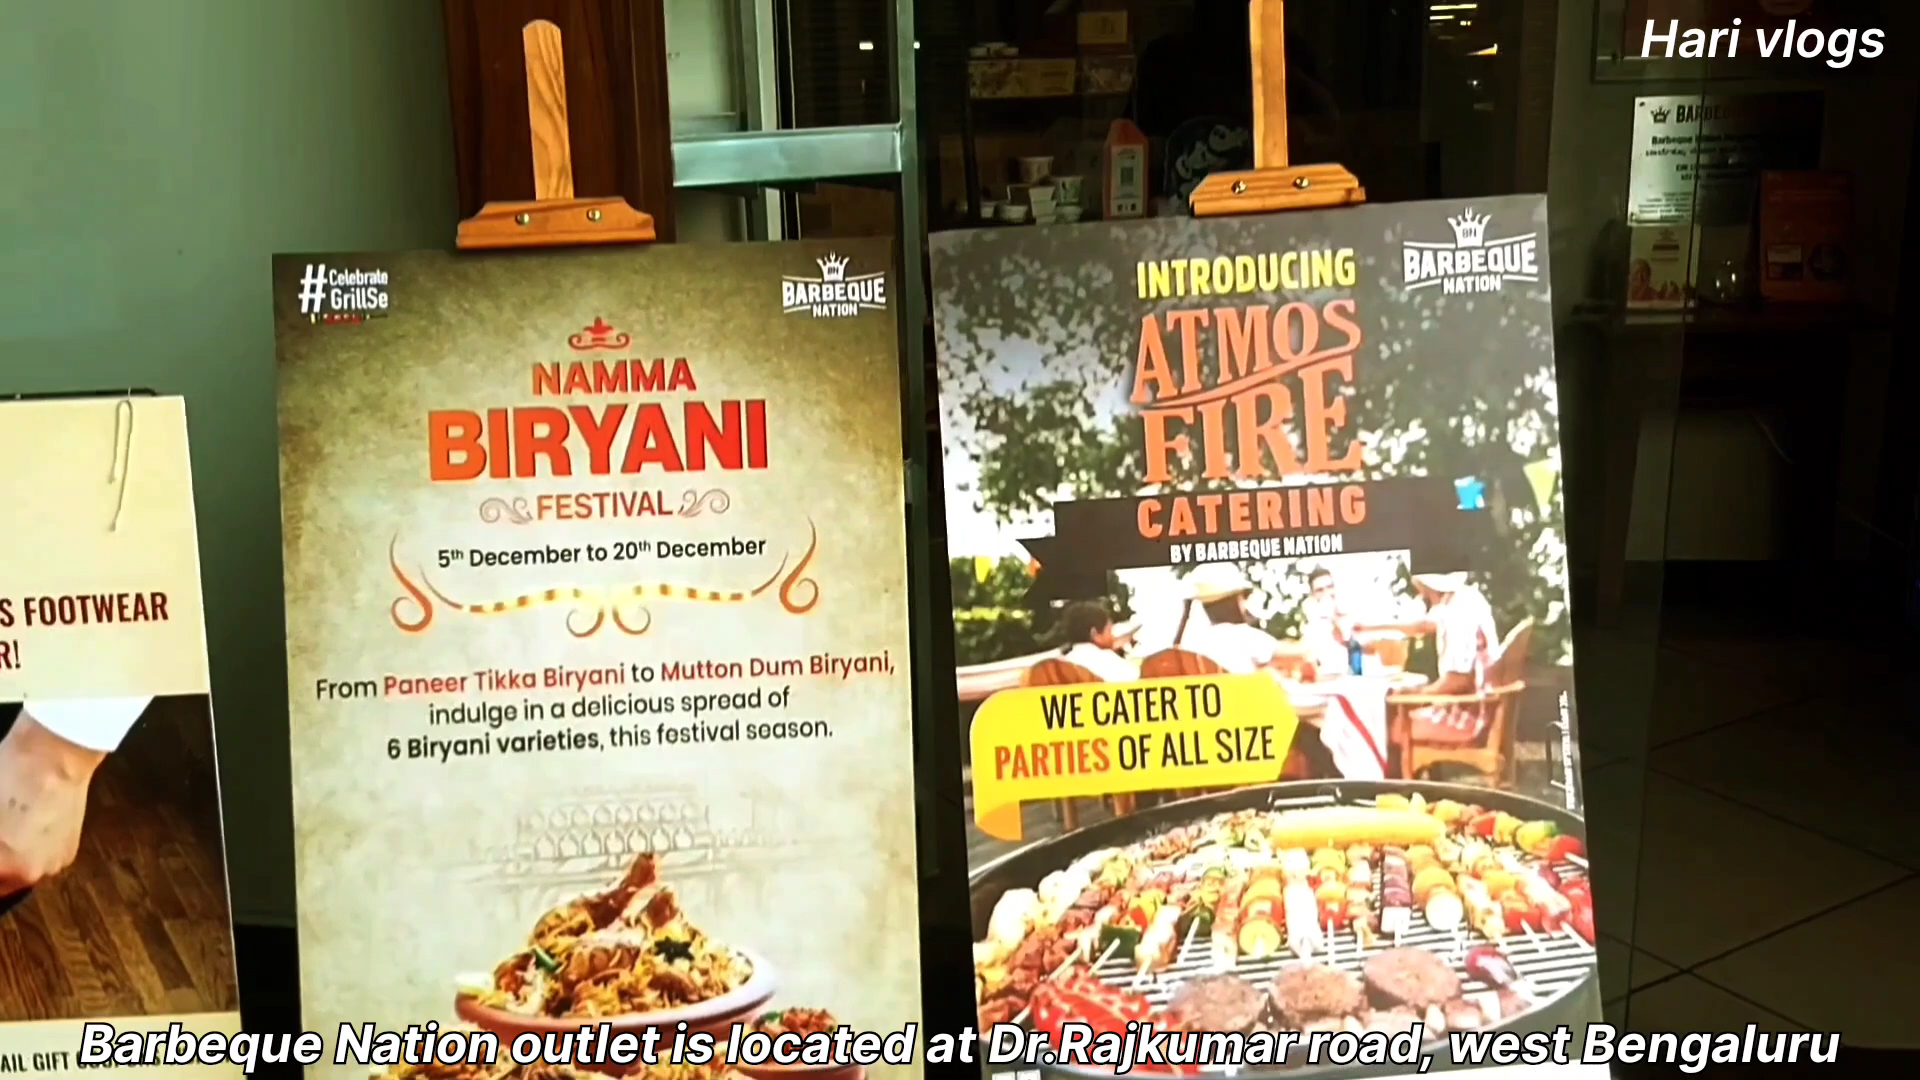 Hari vlogs
S FOOTWEAR
R!
AIL GIFT
#Celebrate
GrillSe
BARBEQUE
NATION
NAMMA
BIRYANI
FESTIVAL
5th December to 20th December
From Paneer Tikka Biryani to Mutton Dum Biryani,
indulge in a delicious spread of
6 Biryani varieties, this festival season.
BN
BARBEQUE
NATION
INTRODUCING
ATMOS
FIRE
CATERING
BY BARBEQUE NATION
WE CATER TO
PARTIES OF ALL SIZE
Barbeque Nation outlet is located at Dr.Rajkumar road, west Bengaluru